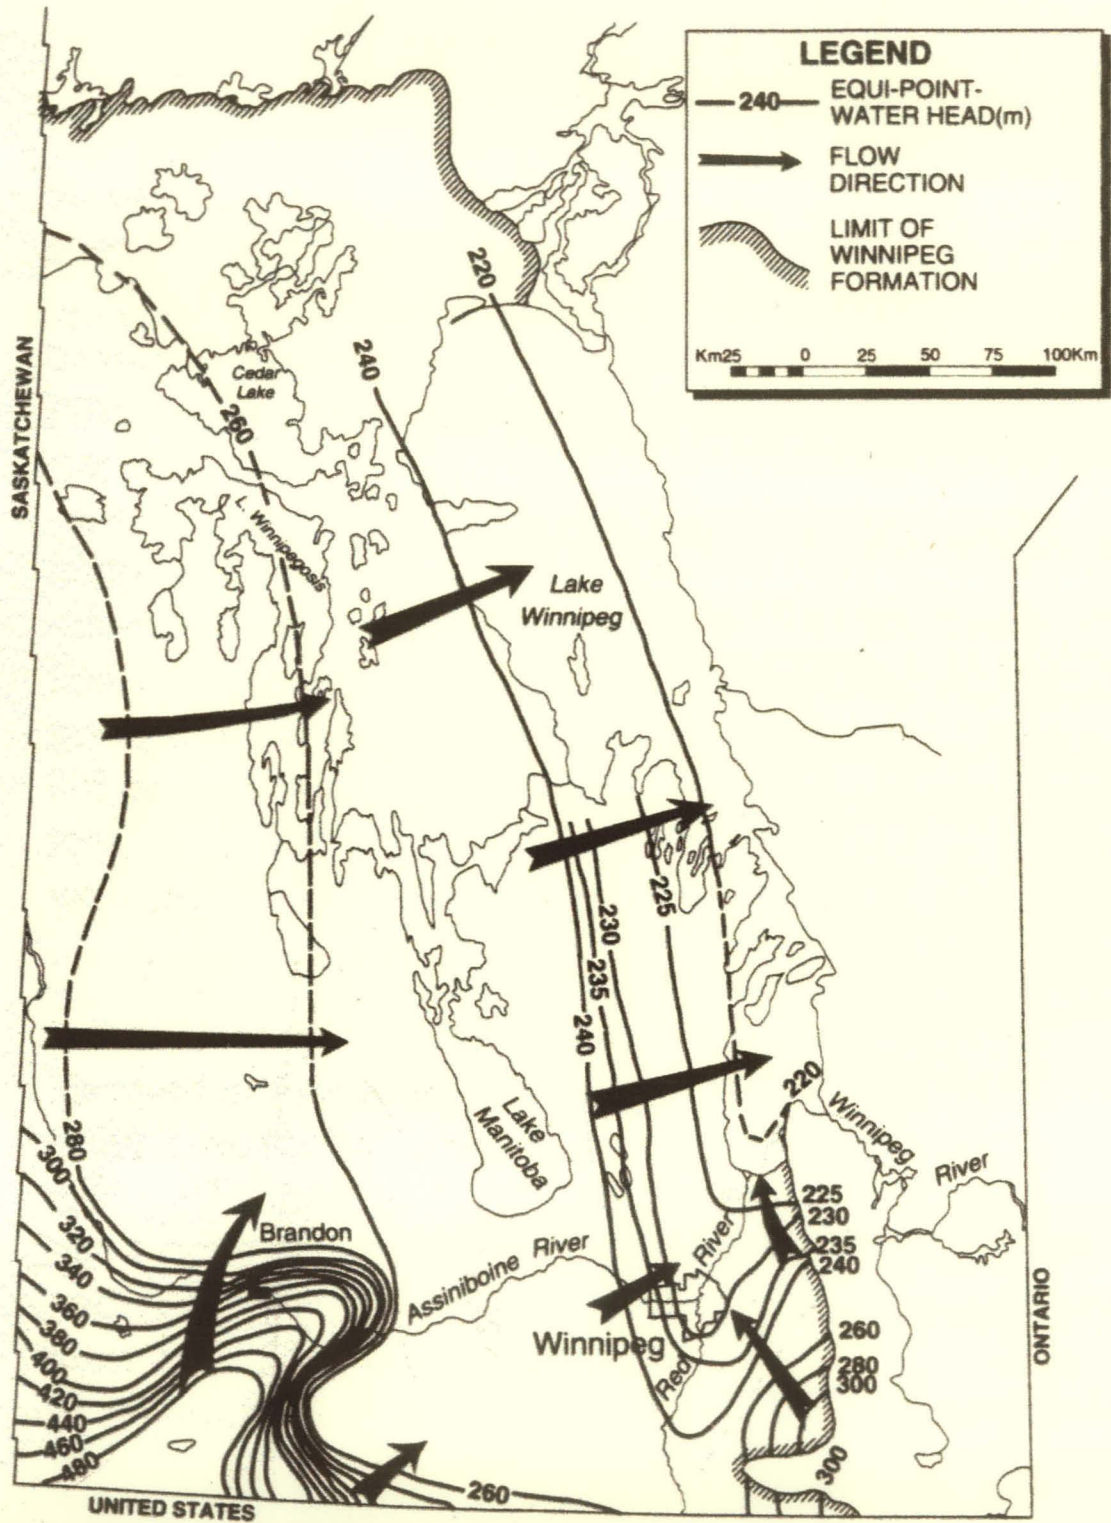 LEGEND
240
EQUI-POINT-
WATER HEAD(m)
FLOW
DIRECTION
LIMIT OF
WINNIPEG
FORMATION
Km25 0 25 50 75 100Km
220
240
SASKATCHEWAN
Cedar
Lake
260
L. Winnipegosis
Lake
Winnipeg
225
230
235
240
220
Lake
Manitoba
Winnipeg
River
280
300
320
340
360
380
400
420
440
460
480
Brandon
Assiniboine River
Red River
Winnipeg
225
230
235
240
260
280
300
300
260
ONTARIO
UNITED STATES